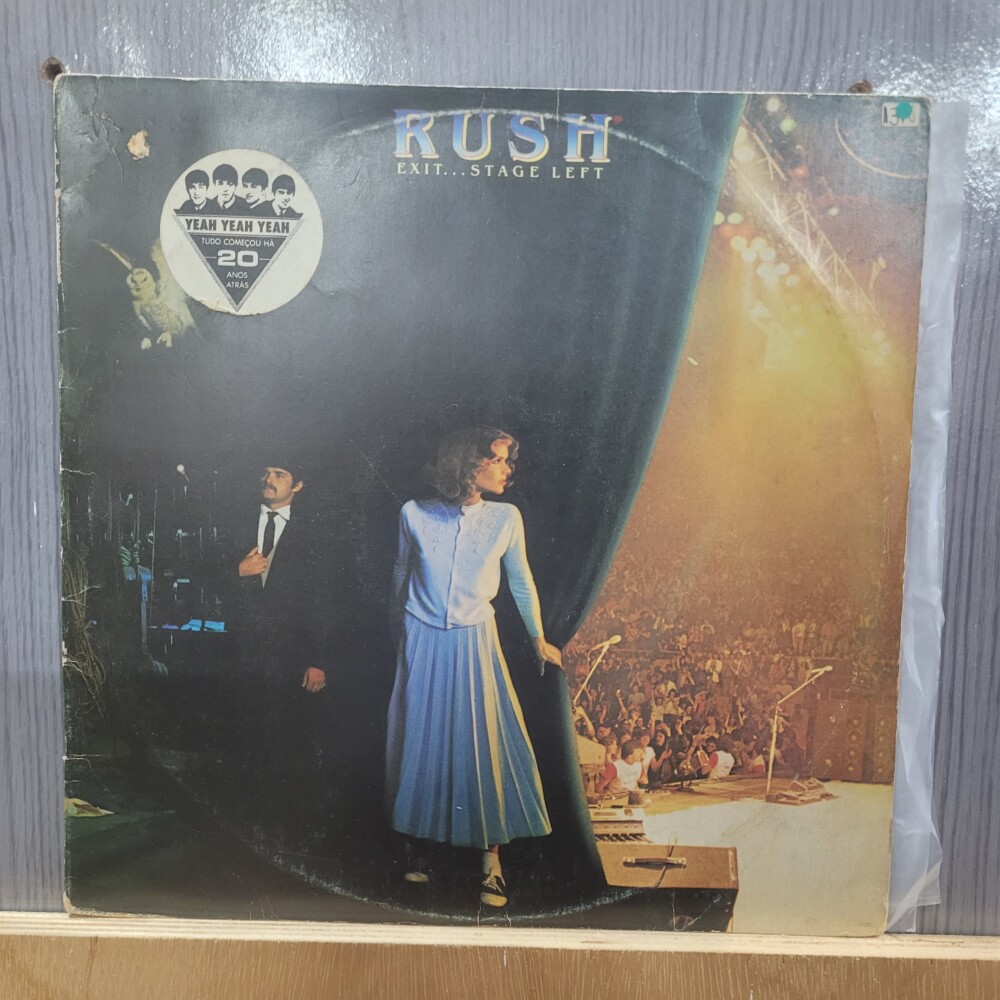 RUSH
EXIT...STAGE LEFT
YEAH YEAH YEAH
TUDO COMEÇOU HÁ
20
ANOS
ATRÁS